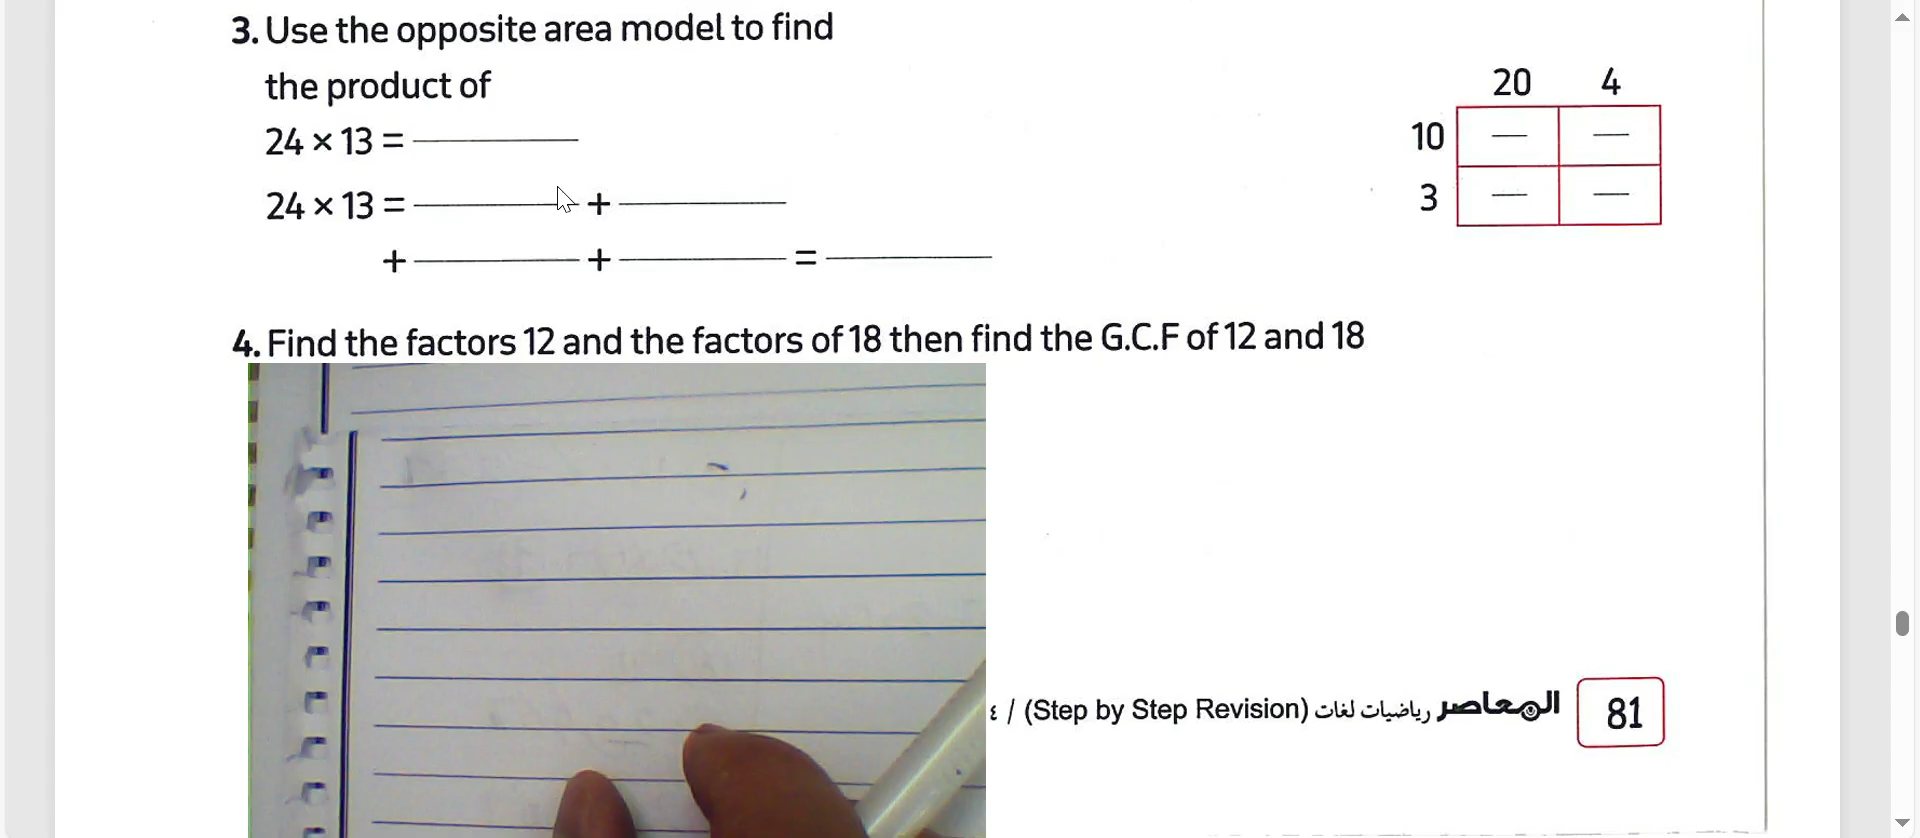 3. Use the opposite area model to find
the product of
24 × 13 =
24 × 13 = +
+ + =
20 4
10
3
4. Find the factors 12 and the factors of 18 then find the G.C.F of 12 and 18
المعاصر رياضيات لغات (Step by Step Revision) / ٤
81